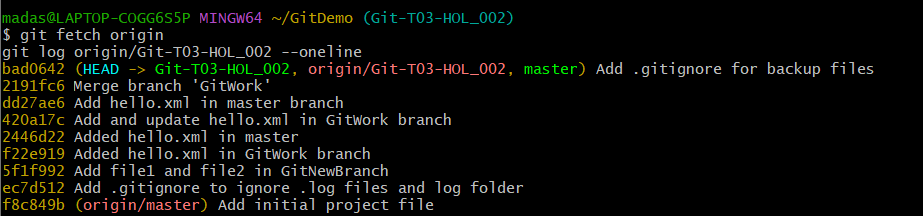 madas@LAPTOP-COGG6S5P MINGW64 ~/GitDemo (Git-T03-HOL_002)
$ git fetch origin
git log origin/Git-T03-HOL_002 --oneline
bad0642 (HEAD -> Git-T03-HOL_002, origin/Git-T03-HOL_002, master) Add .gitignore for backup files
2191fc6 Merge branch 'GitWork'
dd27ae6 Add hello.xml in master branch
420a17c Add and update hello.xml in GitWork branch
2446d22 Added hello.xml in master
f22e919 Added hello.xml in GitWork branch
5f1f992 Add file1 and file2 in GitNewBranch
ec7d512 Add .gitignore to ignore .log files and log folder
f8c849b (origin/master) Add initial project file